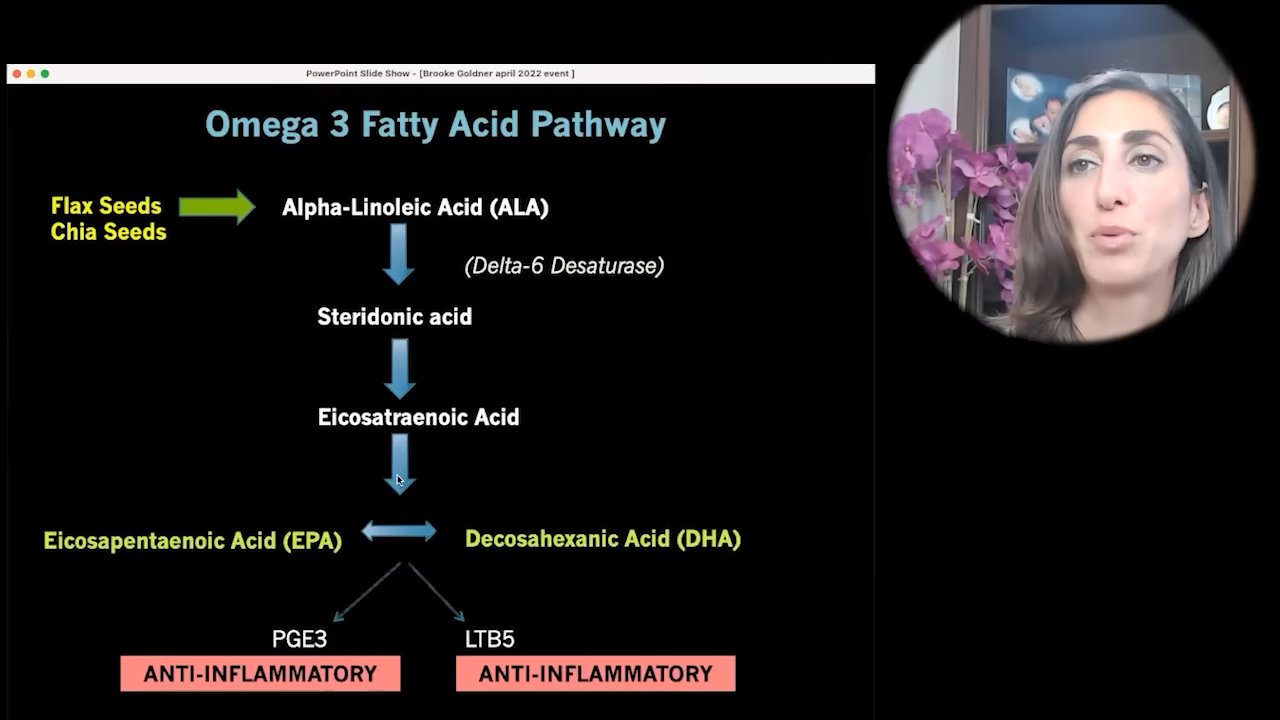 PowerPoint Slide Show - [Brooke Goldner april 2022 event ]
Omega 3 Fatty Acid Pathway
Flax Seeds
Chia Seeds
Alpha-Linoleic Acid (ALA)
(Delta-6 Desaturase)
Steridonic acid
Eicosatraenoic Acid
Eicosapentaenoic Acid (EPA)
Decosahexanic Acid (DHA)
PGE3
LTB5
ANTI-INFLAMMATORY
ANTI-INFLAMMATORY